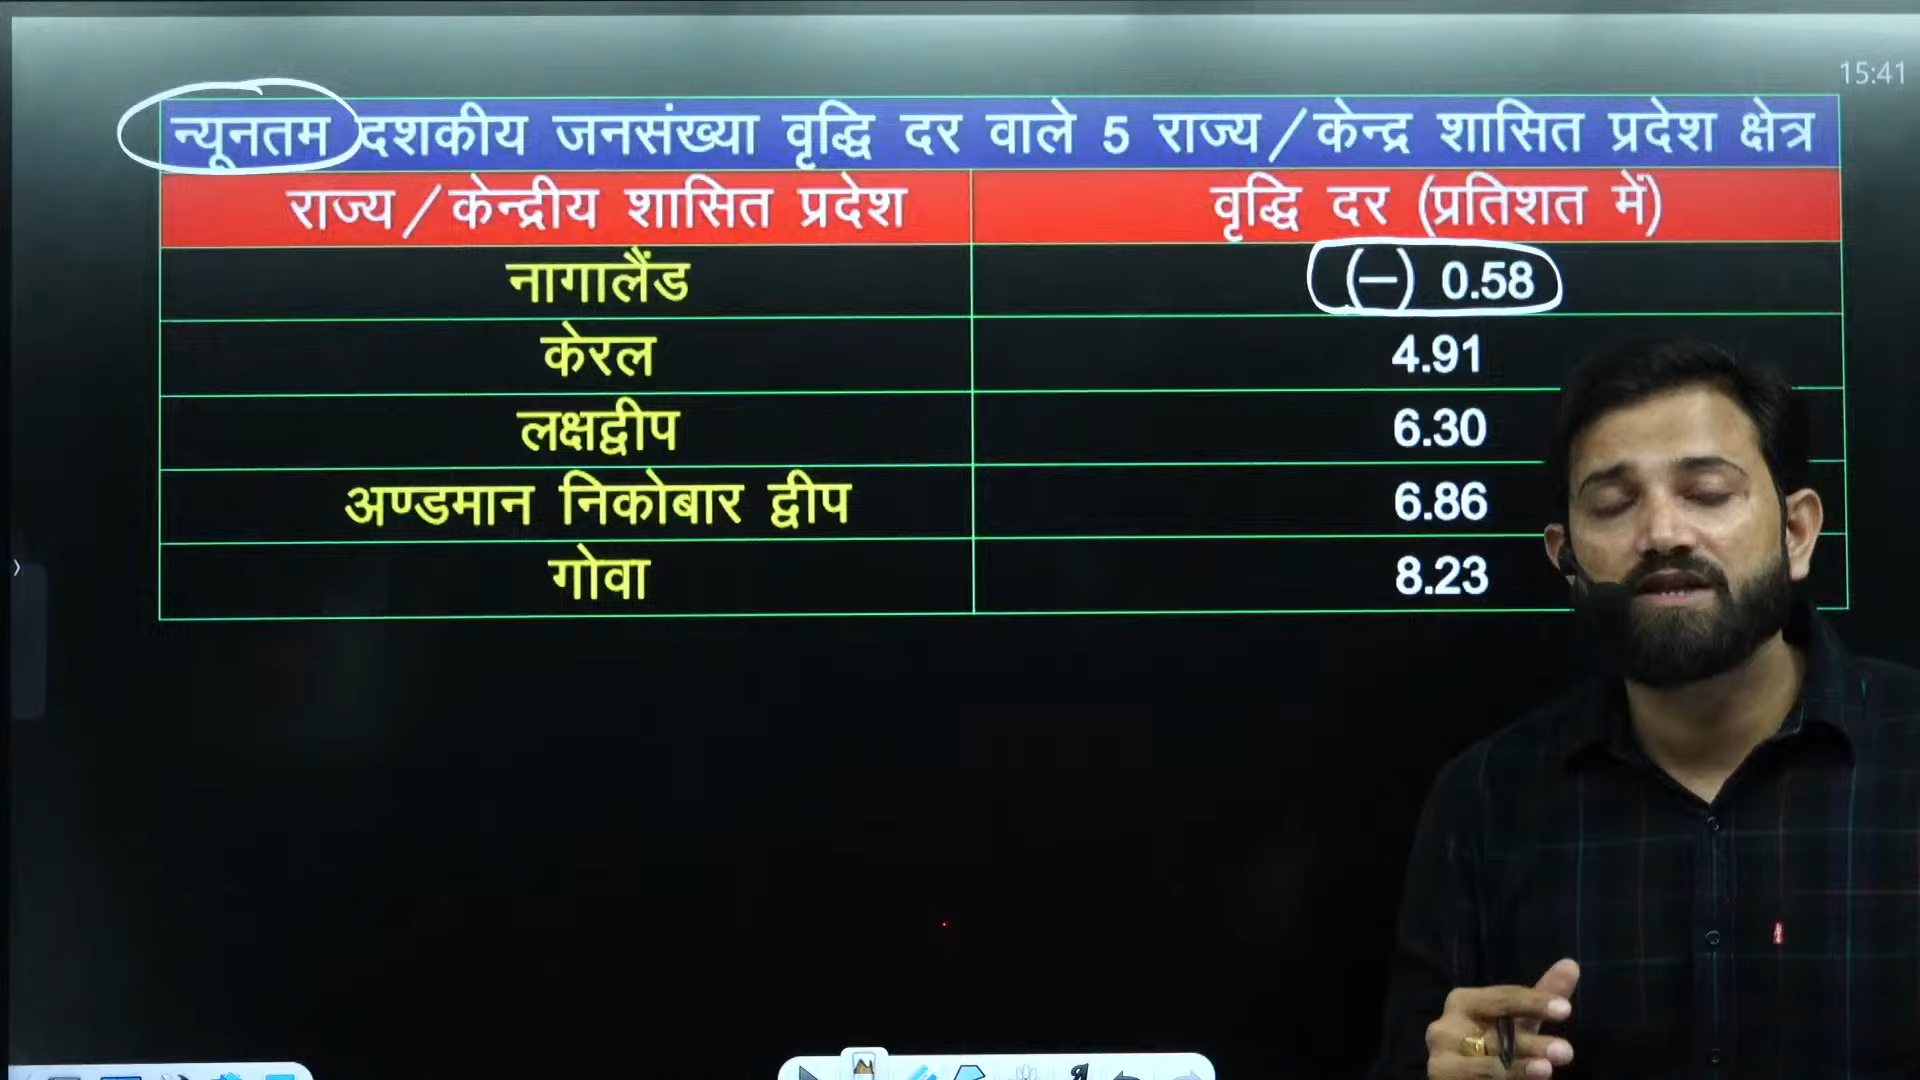 15:41
न्यूनतम दशकीय जनसंख्या वृद्धि दर वाले 5 राज्य/केन्द्र शासित प्रदेश क्षेत्र
राज्य/केन्द्रीय शासित प्रदेश वृद्धि दर (प्रतिशत में)
नागालैंड (–) 0.58
केरल 4.91
लक्षद्वीप 6.30
अण्डमान निकोबार द्वीप 6.86
गोवा 8.23